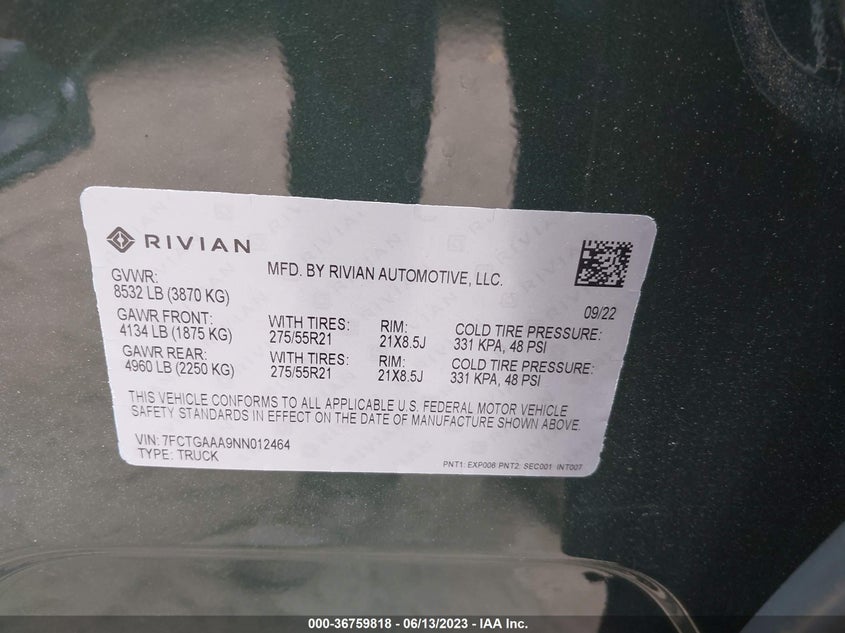 RIVIAN
MFD. BY RIVIAN AUTOMOTIVE, LLC.
GVWR:
8532 LB (3870 KG)
09/22
GAWR FRONT: WITH TIRES: RIM: COLD TIRE PRESSURE:
4134 LB (1875 KG) 275/55R21 21X8.5J 331 KPA, 48 PSI
GAWR REAR: WITH TIRES: RIM: COLD TIRE PRESSURE:
4960 LB (2250 KG) 275/55R21 21X8.5J 331 KPA, 48 PSI
THIS VEHICLE CONFORMS TO ALL APPLICABLE U.S. FEDERAL MOTOR VEHICLE
SAFETY STANDARDS IN EFFECT ON THE DATE OF MANUFACTURE SHOWN ABOVE.
VIN: 7FCTGAAA9NN012464
TYPE: TRUCK
PNT1: EXP008 PNT2: SEC001 INT007
000-36759818 - 06/13/2023 - IAA Inc.